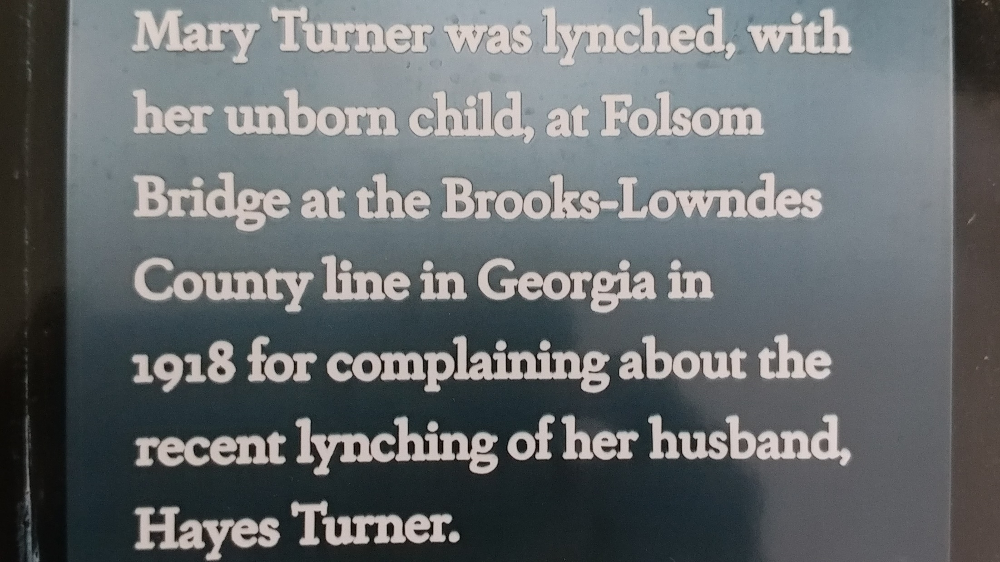 Mary Turner was lynched, with
her unborn child, at Folsom
Bridge at the Brooks-Lowndes
County line in Georgia in
1918 for complaining about the
recent lynching of her husband,
Hayes Turner.